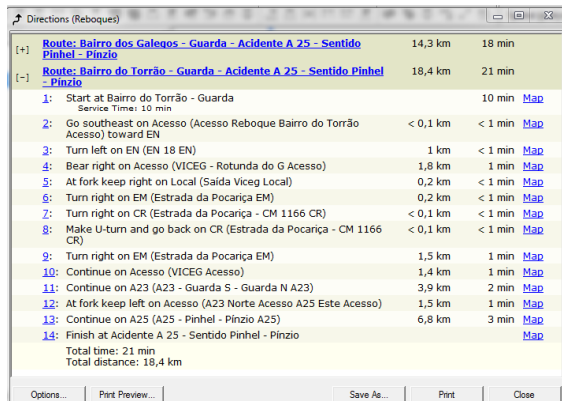 Directions (Reboques)
[+] Route: Bairro dos Galegos - Guarda - Acidente A 25 - Sentido 14,3 km 18 min
Pinhel - Pínzio
[-] Route: Bairro do Torrão - Guarda - Acidente A 25 - Sentido Pinhel 18,4 km 21 min
- Pínzio
1: Start at Bairro do Torrão - Guarda 10 min Map
Service Time: 10 min
2: Go southeast on Acesso (Acesso Reboque Bairro do Torrão < 0,1 km < 1 min Map
Acesso) toward EN
3: Turn left on EN (EN 18 EN) 1 km < 1 min Map
4: Bear right on Acesso (VICEG - Rotunda do G Acesso) 1,8 km 1 min Map
5: At fork keep right on Local (Saída Viceg Local) 0,2 km < 1 min Map
6: Turn right on EM (Estrada da Pocariça EM) 0,2 km < 1 min Map
7: Turn right on CR (Estrada da Pocariça - CM 1166 CR) < 0,1 km < 1 min Map
8: Make U-turn and go back on CR (Estrada da Pocariça - CM 1166 < 0,1 km < 1 min Map
CR)
9: Turn right on EM (Estrada da Pocariça EM) 1,5 km 1 min Map
10: Continue on Acesso (VICEG Acesso) 1,4 km 1 min Map
11: Continue on A23 (A23 - Guarda S - Guarda N A23) 3,9 km 2 min Map
12: At fork keep left on Acesso (A23 Norte Acesso A25 Este Acesso) 1,5 km 1 min Map
13: Continue on A25 (A25 - Pinhel - Pínzio A25) 6,8 km 3 min Map
14: Finish at Acidente A 25 - Sentido Pinhel - Pínzio Map
Total time: 21 min
Total distance: 18,4 km
Options... Print Preview... Save As... Print Close